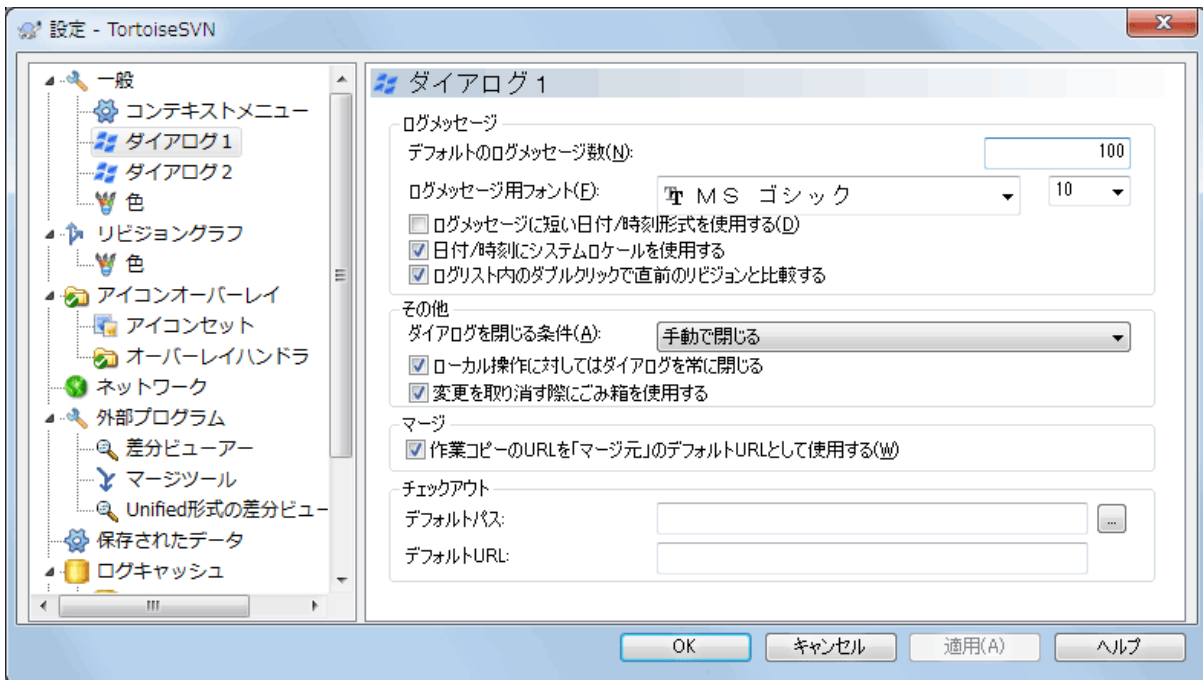 設定 - TortoiseSVN
一般
コンテキストメニュー
ダイアログ1
ダイアログ2
色
リビジョングラフ
色
アイコンオーバーレイ
アイコンセット
オーバーレイハンドラ
ネットワーク
外部プログラム
差分ビューアー
マージツール
Unified形式の差分ビュー
保存されたデータ
ログキャッシュ
ダイアログ1
ログメッセージ
デフォルトのログメッセージ数(N):
100
ログメッセージ用フォント(F):
MS ゴシック
10
ログメッセージに短い日付/時刻形式を使用する(D)
日付/時刻にシステムロケールを使用する
ログリスト内のダブルクリックで直前のリビジョンと比較する
その他
ダイアログを閉じる条件(A):
手動で閉じる
ローカル操作に対してはダイアログを常に閉じる
変更を取り消す際にごみ箱を使用する
マージ
作業コピーのURLを「マージ元」のデフォルトURLとして使用する(W)
チェックアウト
デフォルトパス:
...
デフォルトURL:
OK
キャンセル
適用(A)
ヘルプ